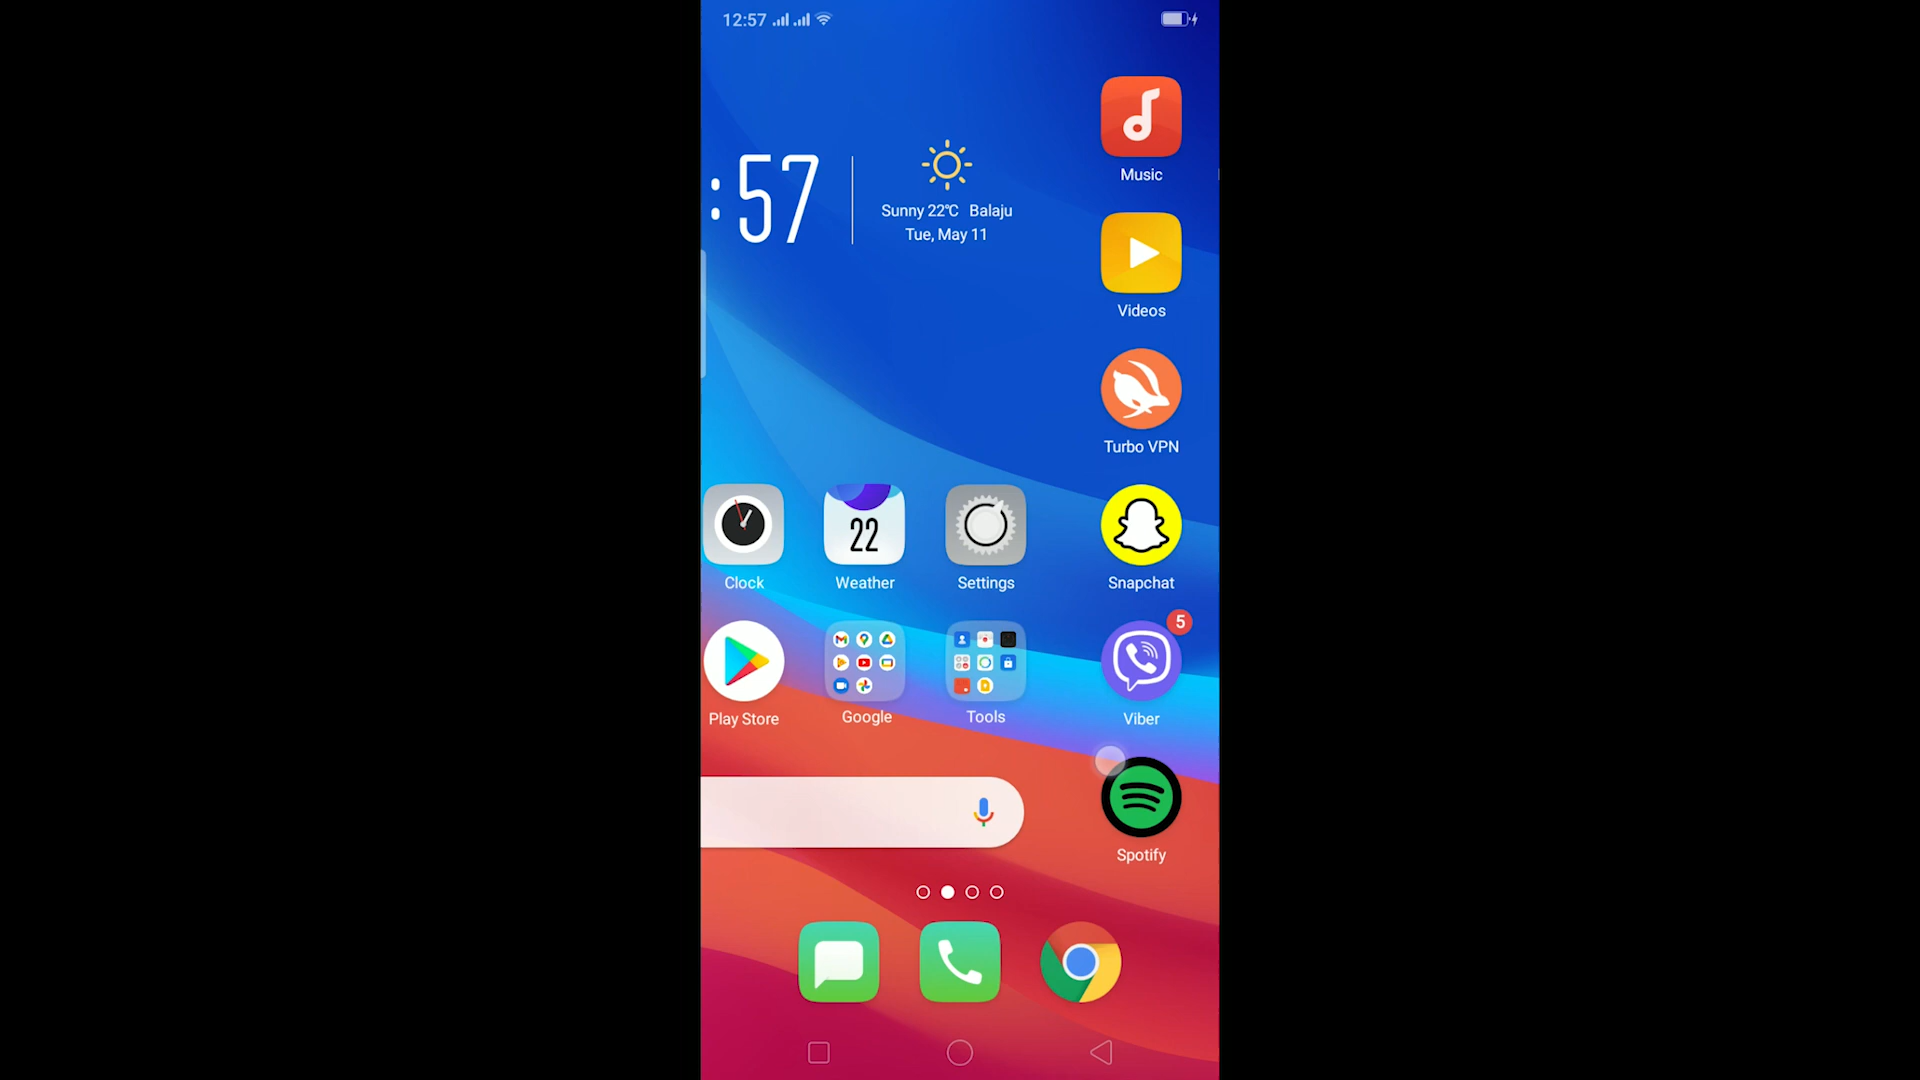 12:57
:57
Sunny 22℃ Balaju
Tue, May 11
Music
Videos
Turbo VPN
22
Clock
Weather
Settings
Snapchat
5
Play Store
Google
Tools
Viber
Spotify